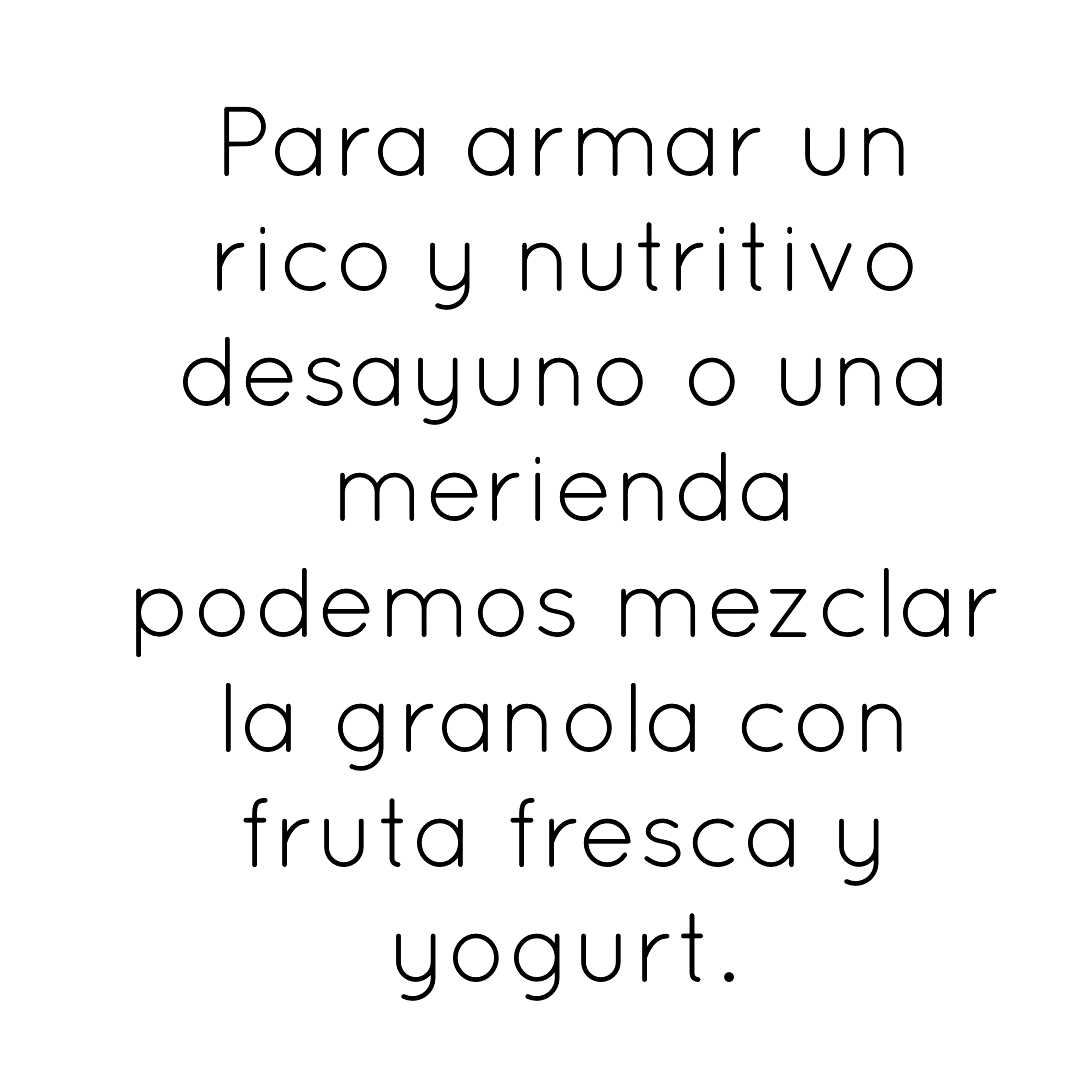 Para armar un
rico y nutritivo
desayuno o una
merienda
podemos mezclar
la granola con
fruta fresca y
yogurt.